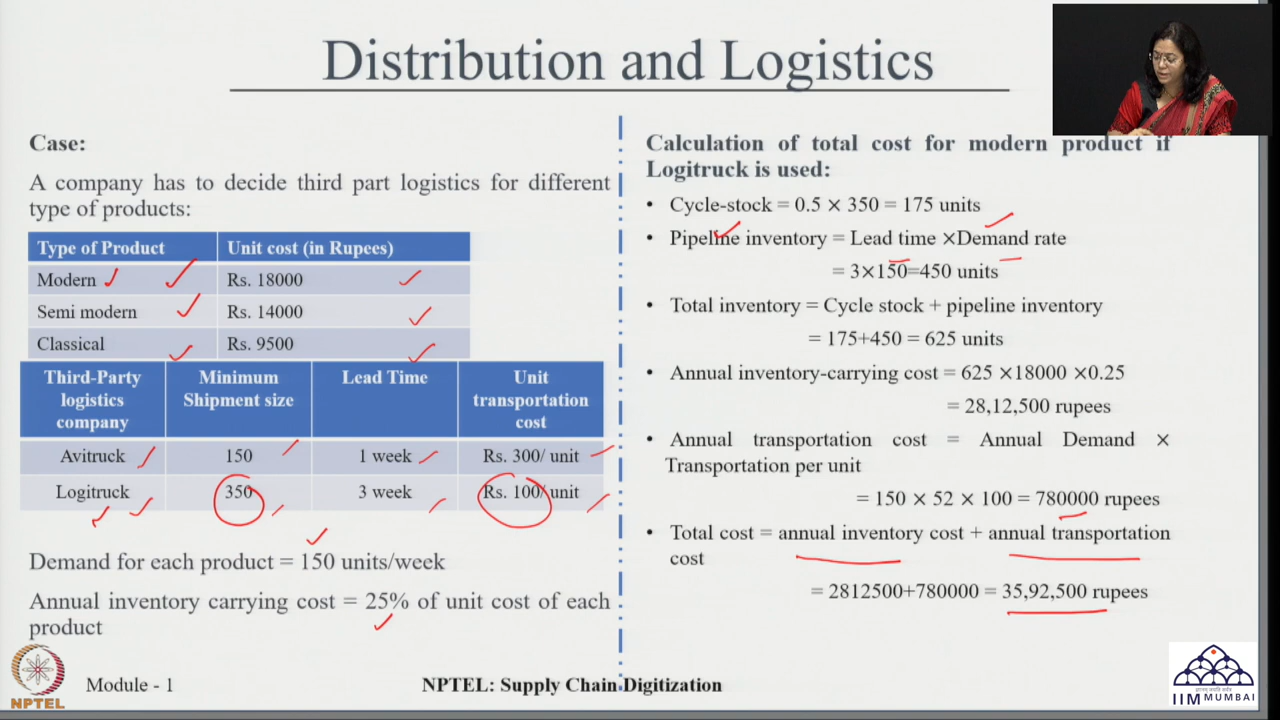 Distribution and Logistics
Case:
A company has to decide third part logistics for different
type of products:
Type of Product Unit cost (in Rupees)
Modern Rs. 18000
Semi modern Rs. 14000
Classical Rs. 9500
Third-Party Minimum Lead Time Unit
logistics Shipment size transportation
company cost
Avitruck 150 1 week Rs. 300/ unit
Logitruck 350 3 week Rs. 100/ unit
Demand for each product = 150 units/week
Annual inventory carrying cost = 25% of unit cost of each
product
Calculation of total cost for modern product if
Logitruck is used:
• Cycle-stock = 0.5 × 350 = 175 units
• Pipeline inventory = Lead time ×Demand rate
= 3×150=450 units
• Total inventory = Cycle stock + pipeline inventory
= 175+450 = 625 units
• Annual inventory-carrying cost = 625 ×18000 ×0.25
= 28,12,500 rupees
• Annual transportation cost = Annual Demand ×
Transportation per unit
= 150 × 52 × 100 = 780000 rupees
• Total cost = annual inventory cost + annual transportation
cost
= 2812500+780000 = 35,92,500 rupees
NPTEL
Module - 1
NPTEL: Supply Chain Digitization
IIM MUMBAI